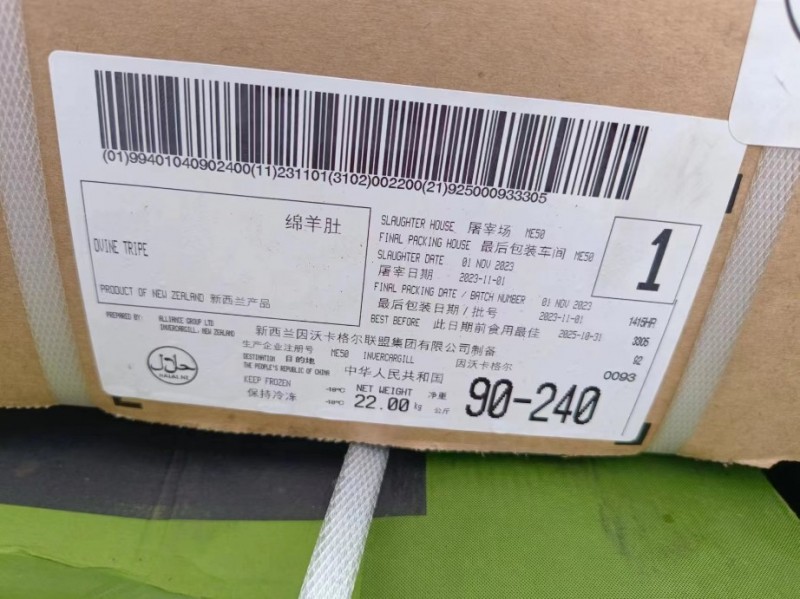 (01)99401040902400(11)231101(3102)002200(21)925000933305
绵羊肚
OVINE TRIPE
PRODUCT OF NEW ZEALAND 新西兰产品
SLAUGHTER HOUSE 屠宰场 ME50
FINAL PACKING HOUSE 最后包装车间 ME50
SLAUGHTER DATE 01 NOV 2023
屠宰日期 2023-11-01
FINAL PACKING DATE / BATCH NUMBER 01 NOV 2023
最后包装日期/批号 2023-11-01
BEST BEFORE 此日期前食用最佳 2025-10-31
1
1415HR
3305
02
0093
PREPARED BY: ALLIANCE GROUP LTD
INVERCARGILL, NEW ZEALAND
新西兰因沃卡格尔联盟集团有限公司制备
生产企业注册号 ME50 INVERCARGILL 因沃卡格尔
DESTINATION 目的地
THE PEOPLE'S REPUBLIC OF CHINA 中华人民共和国
حلال
KEEP FROZEN -18ºC NET WEIGHT 净重
保持冷冻 -18ºC 22.00 kg 公斤
90-240